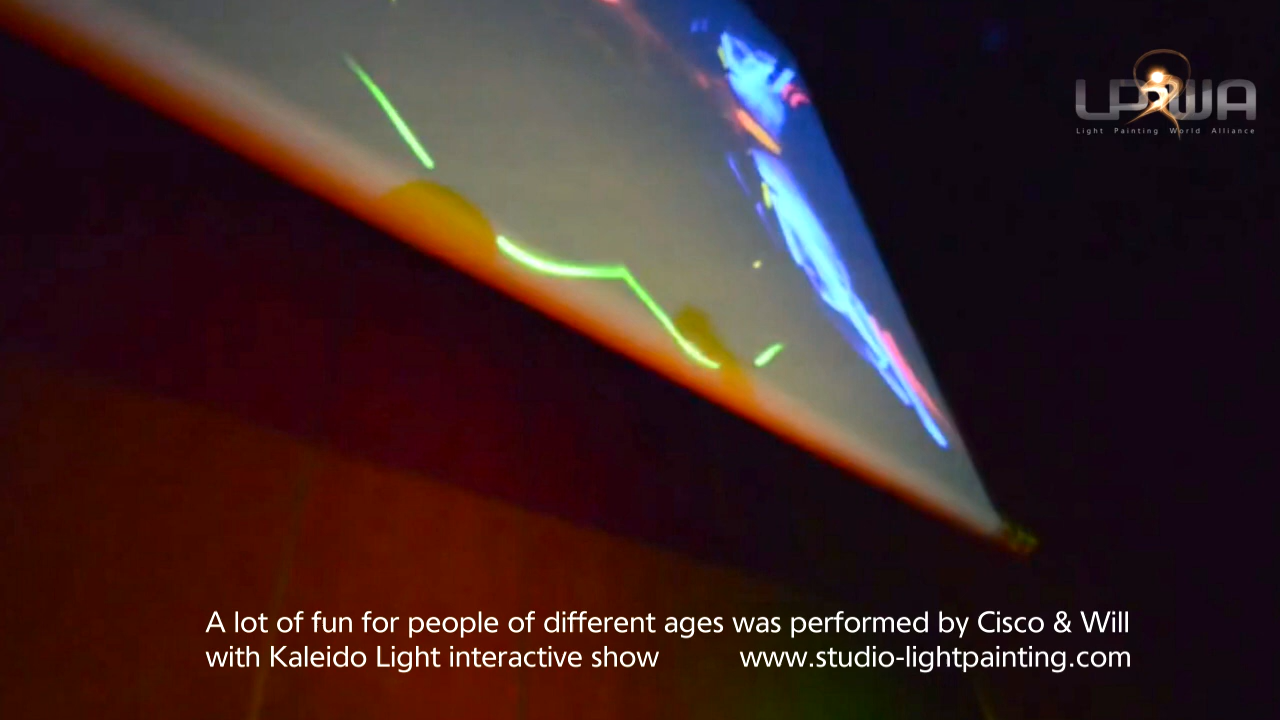 LPWA
Light Painting World Alliance
A lot of fun for people of different ages was performed by Cisco & Will
with Kaleido Light interactive show www.studio-lightpainting.com